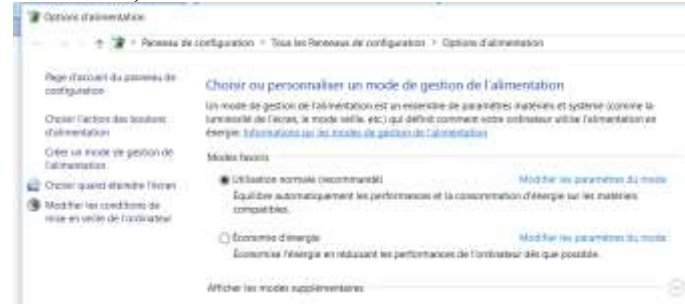 Options d'alimentation
Panneau de configuration > Tous les Panneaux de configuration > Options d'alimentation
Page d'accueil du panneau de
configuration
Choisir l'action des boutons
d'alimentation
Créer un mode de gestion de
l'alimentation
Choisir quand éteindre l'écran
Modifier les conditions de
mise en veille de l'ordinateur
Choisir ou personnaliser un mode de gestion de l'alimentation
Un mode de gestion de l'alimentation est un ensemble de paramètres matériels et système (comme la
luminosité de l'écran, le mode veille, etc.) qui définit comment votre ordinateur utilise l'alimentation en
énergie. Informations sur les modes de gestion de l'alimentation
Modes favoris
Utilisation normale (recommandé) Modifier les paramètres du mode
Équilibre automatiquement les performances et la consommation d'énergie sur les matériels
compatibles.
Économie d'énergie Modifier les paramètres du mode
Économise l'énergie en réduisant les performances de l'ordinateur dès que possible.
Afficher les modes supplémentaires